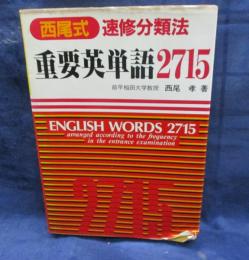 西尾式 速修分類法
重要英単語2715
前早稲田大学教授 西尾 孝 著
ENGLISH WORDS 2715
arranged according to the frequency
in the entrance examination
2715